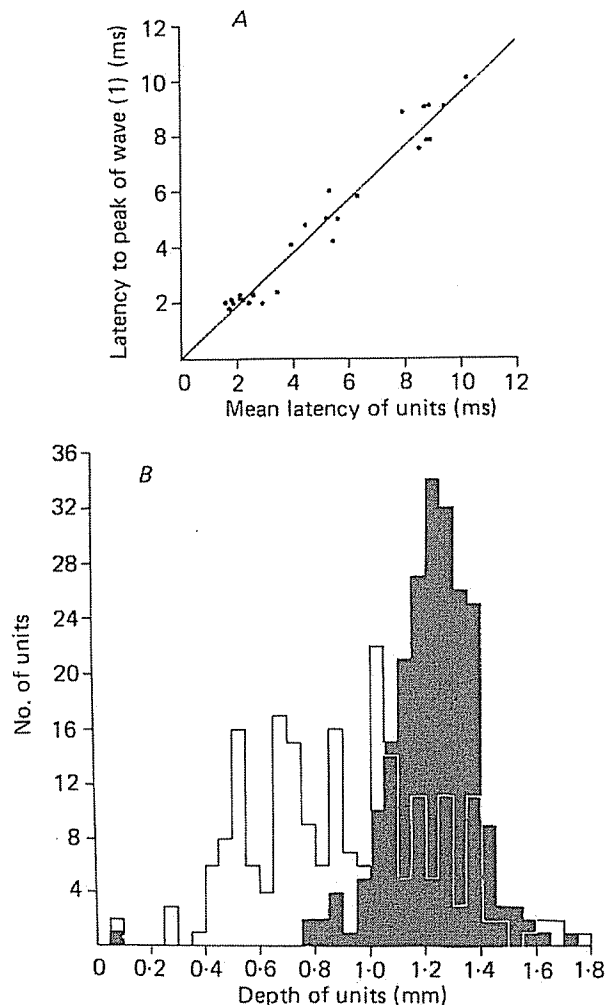 A
Latency to peak of wave (1) (ms)
12
10
8
6
4
2
0 2 4 6 8 10 12
Mean latency of units (ms)
B
No. of units
36
32
28
24
20
16
12
8
4
0 0·2 0·4 0·6 0·8 1·0 1·2 1·4 1·6 1·8
Depth of units (mm)